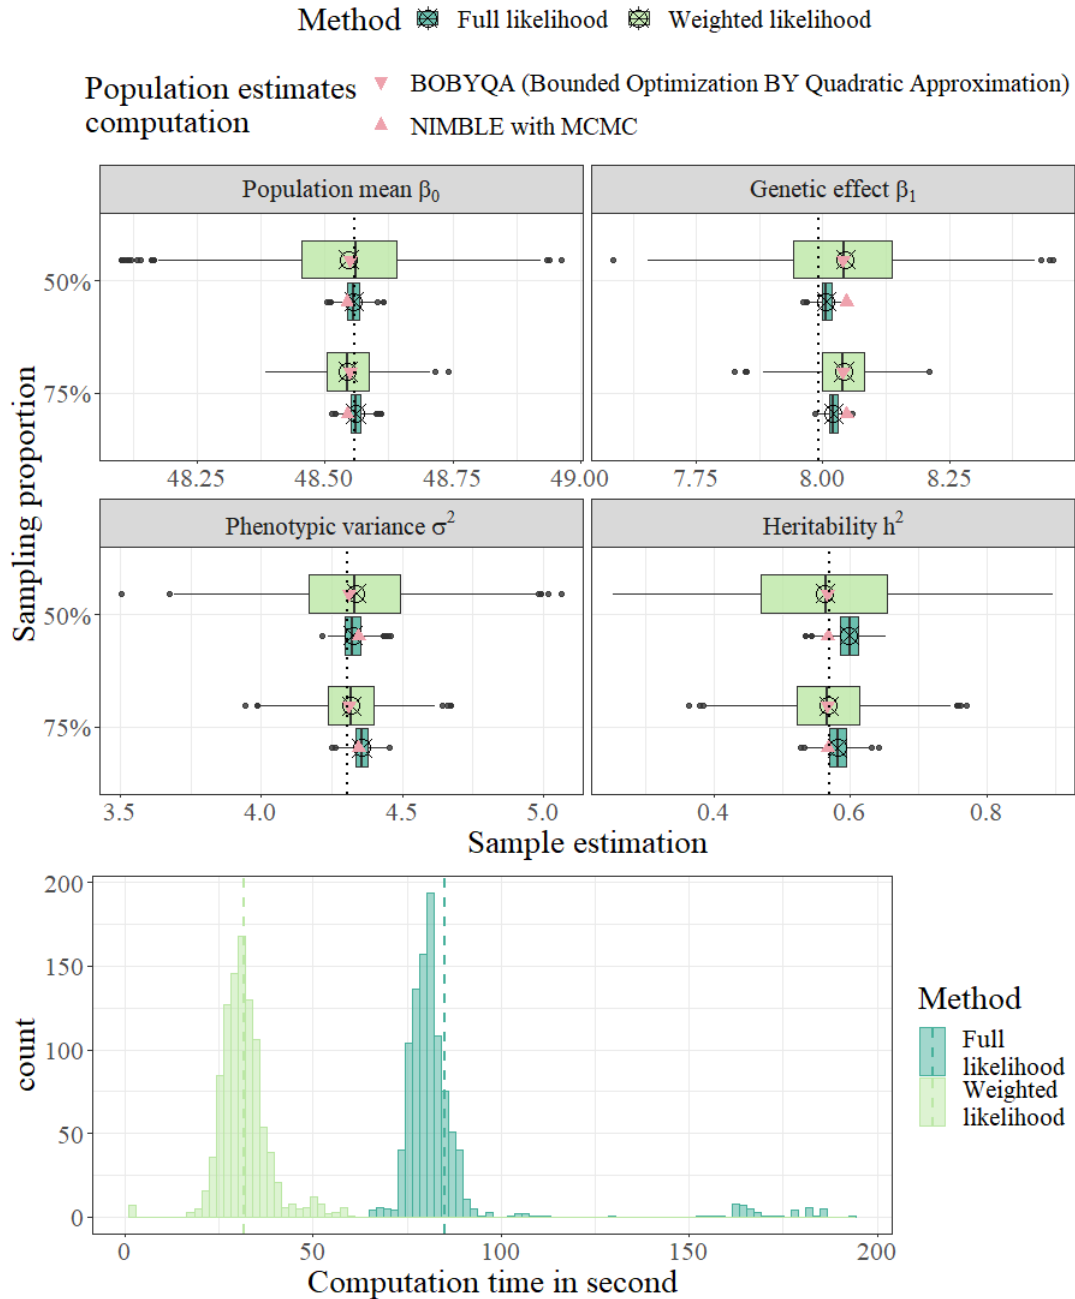 Method Full likelihood Weighted likelihood
Population estimates computation
BOBYQA (Bounded Optimization BY Quadratic Approximation)
NIMBLE with MCMC
Population mean β₀
Genetic effect β₁
50%
75%
48.25 48.50 48.75 49.00
7.75 8.00 8.25
Phenotypic variance σ²
Heritability h²
50%
75%
3.5 4.0 4.5 5.0
0.4 0.6 0.8
Sampling proportion
Sample estimation
200
150
100
50
0
count
0 50 100 150 200
Computation time in second
Method
Full
likelihood
Weighted
likelihood